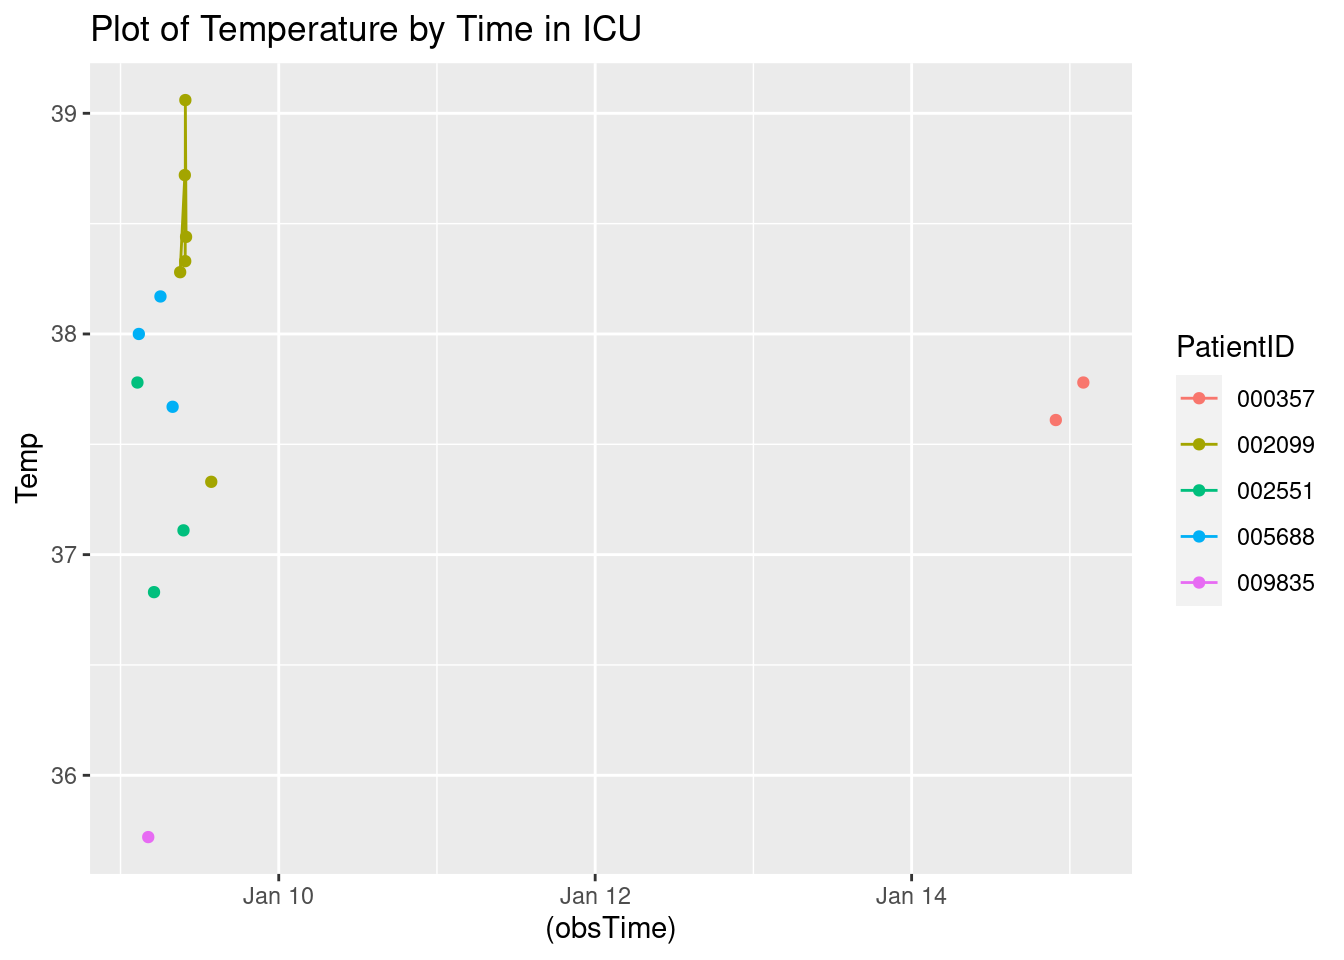 Plot of Temperature by Time in ICU
39
38
37
36
Temp
Jan 10
Jan 12
Jan 14
(obsTime)
PatientID
000357
002099
002551
005688
009835